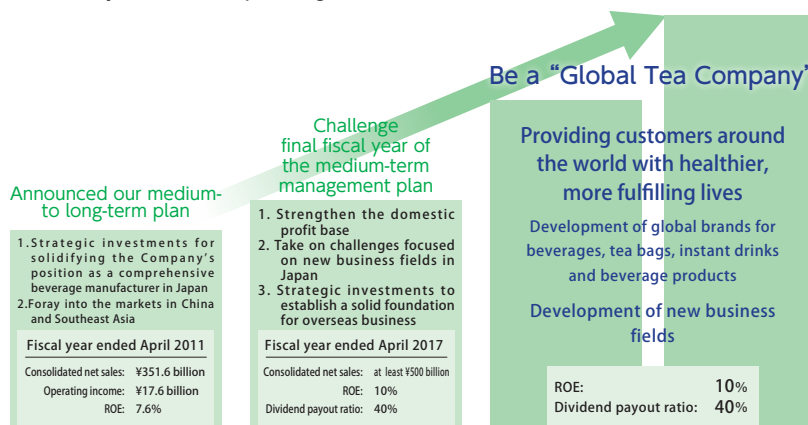 Announced our medium-
to long-term plan
1.Strategic investments for
solidifying the Company's
position as a comprehensive
beverage manufacturer in Japan
2.Foray into the markets in China
and Southeast Asia
Fiscal year ended April 2011
Consolidated net sales: ¥351.6 billion
Operating income: ¥17.6 billion
ROE: 7.6%
Challenge
final fiscal year of
the medium-term
management plan
1. Strengthen the domestic
profit base
2. Take on challenges focused
on new business fields in
Japan
3. Strategic investments to
establish a solid foundation
for overseas business
Fiscal year ended April 2017
Consolidated net sales: at least ¥500 billion
ROE: 10%
Dividend payout ratio: 40%
Be a “Global Tea Company”
Providing customers around
the world with healthier,
more fulfilling lives
Development of global brands for
beverages, tea bags, instant drinks
and beverage products
Development of new business
fields
ROE: 10%
Dividend payout ratio: 40%